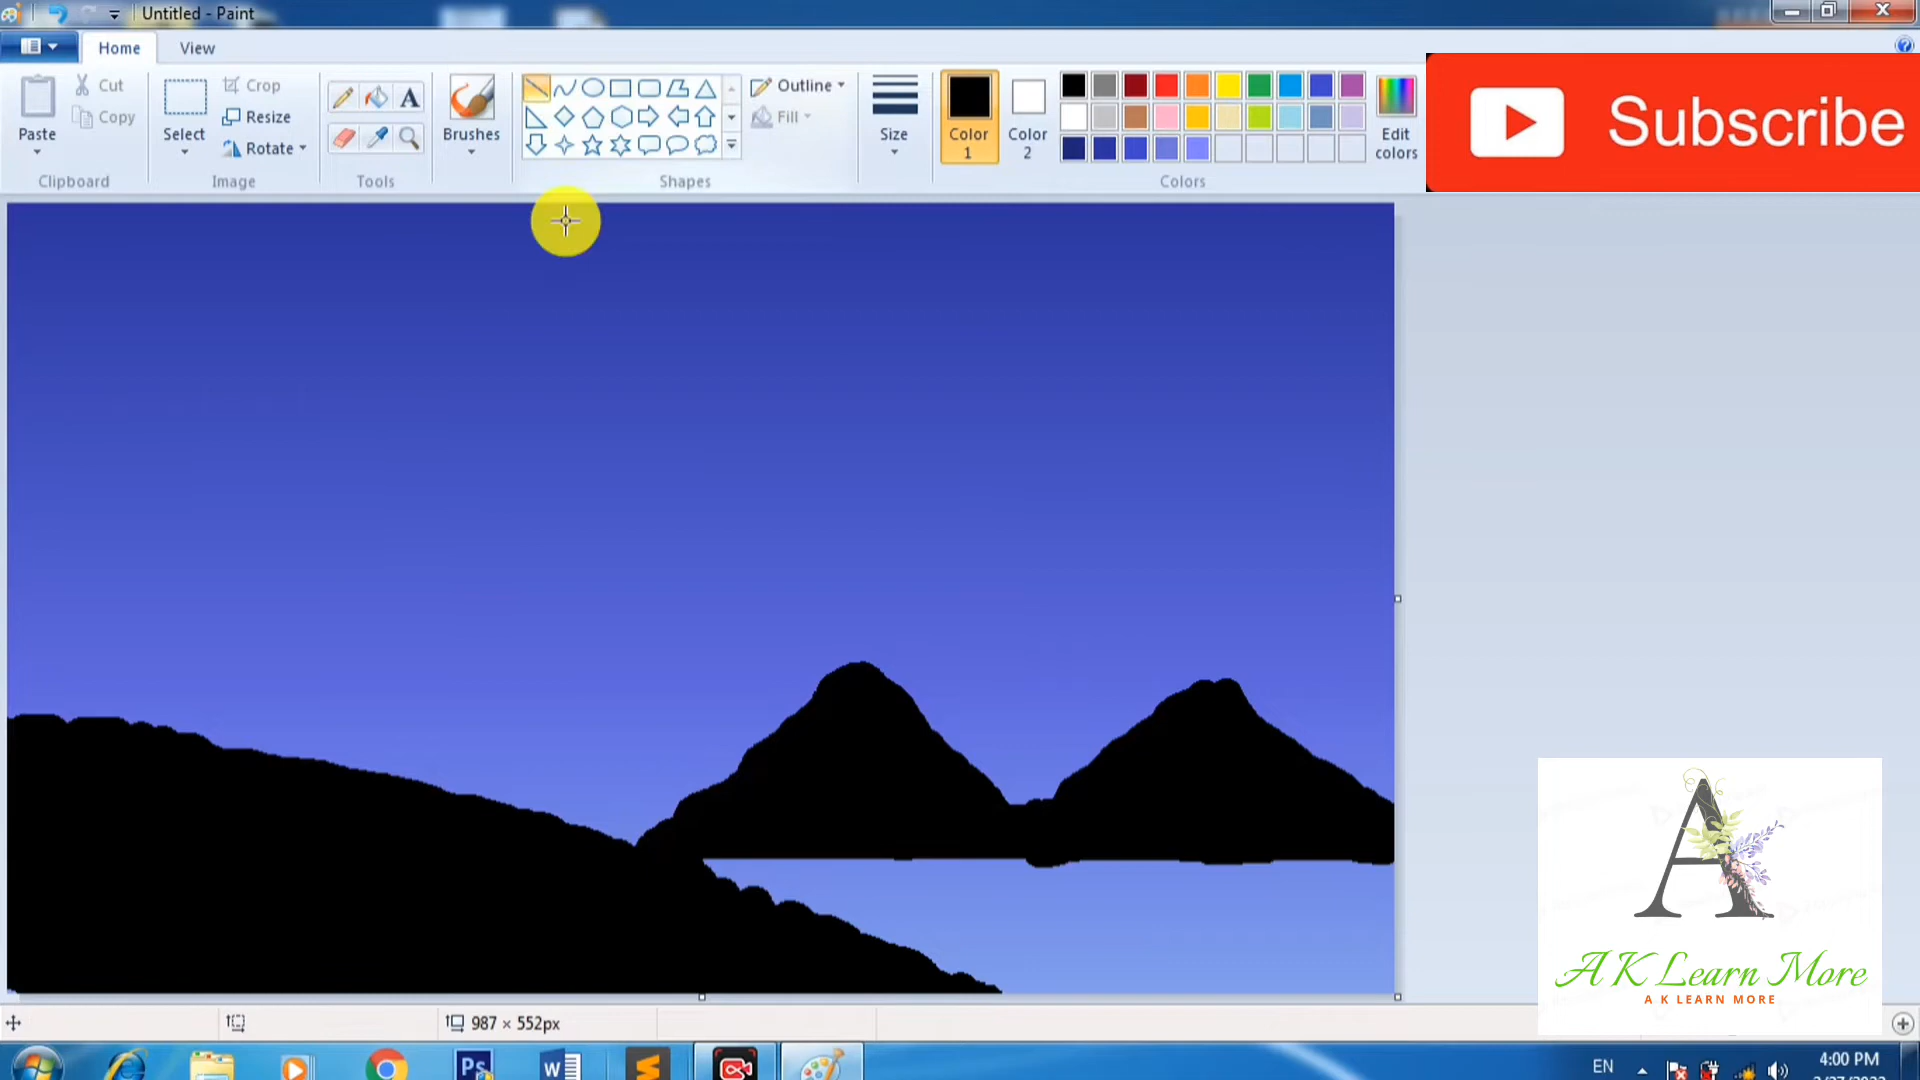 Untitled - Paint
Home
View
Paste
Cut
Copy
Clipboard
Select
Crop
Resize
Rotate
Image
A
Tools
Brushes
Shapes
Outline
Fill
Size
Color 1
Color 2
Colors
Edit colors
Subscribe
A
A K Learn More
A K LEARN MORE
987 × 552px
Ps
W
EN
4:00 PM